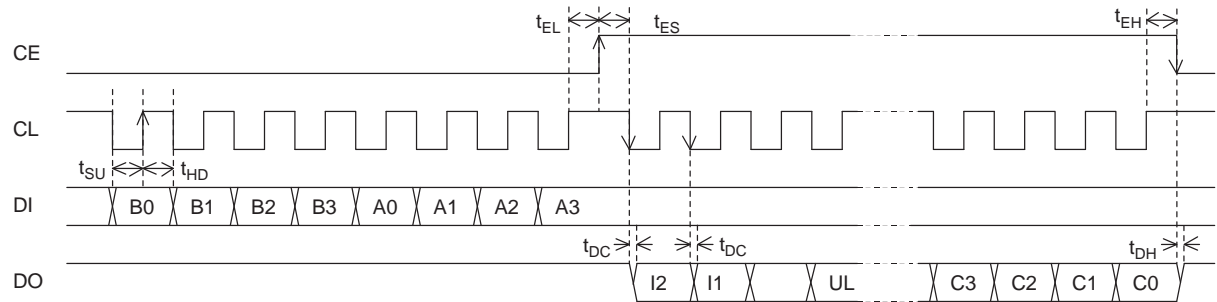 tEL tES tEH
CE
CL
tSU tHD
DI B0 B1 B2 B3 A0 A1 A2 A3
tDC tDC tDH
DO I2 I1 UL C3 C2 C1 C0